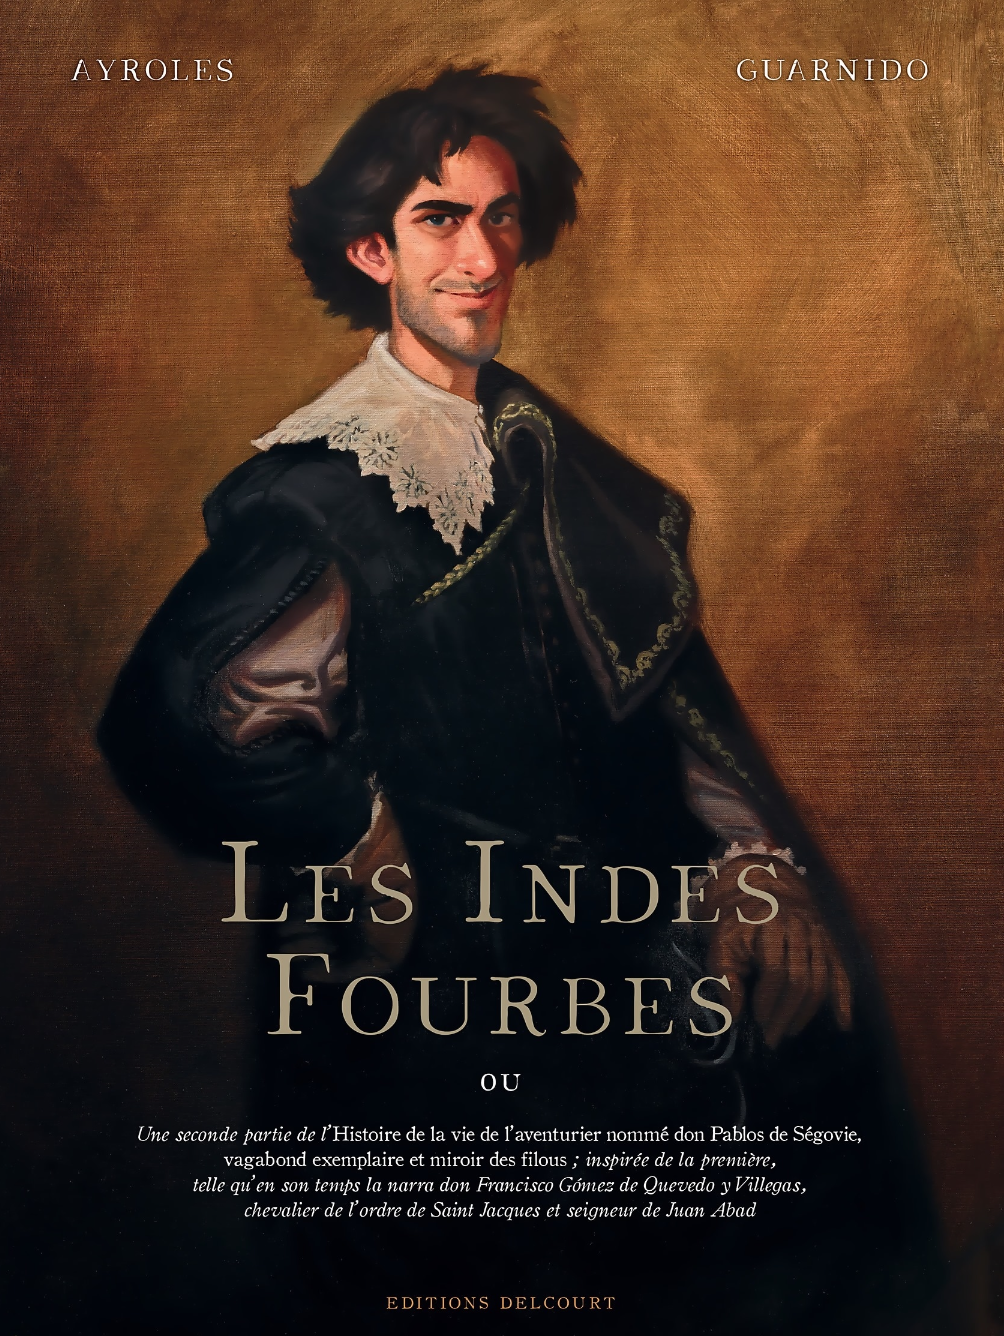 AYROLES
GUARNIDO
LES INDES
FOURBES
OU
Une seconde partie de l'Histoire de la vie de l'aventurier nommé don Pablos de Ségovie,
vagabond exemplaire et miroir des filous ; inspirée de la première,
telle qu'en son temps la narra don Francisco Gómez de Quevedo y Villegas,
chevalier de l'ordre de Saint Jacques et seigneur de Juan Abad
EDITIONS DELCOURT